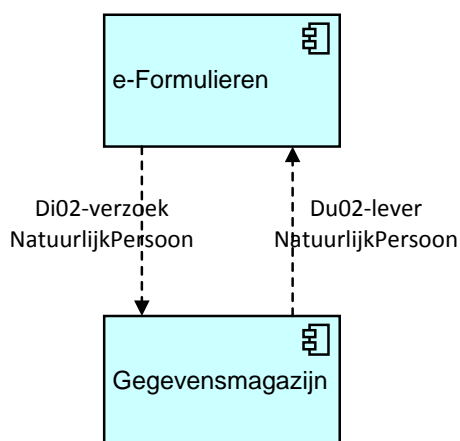 e-Formulieren
Di02-verzoek
NatuurlijkPersoon
Du02-lever
NatuurlijkPersoon
Gegevensmagazijn